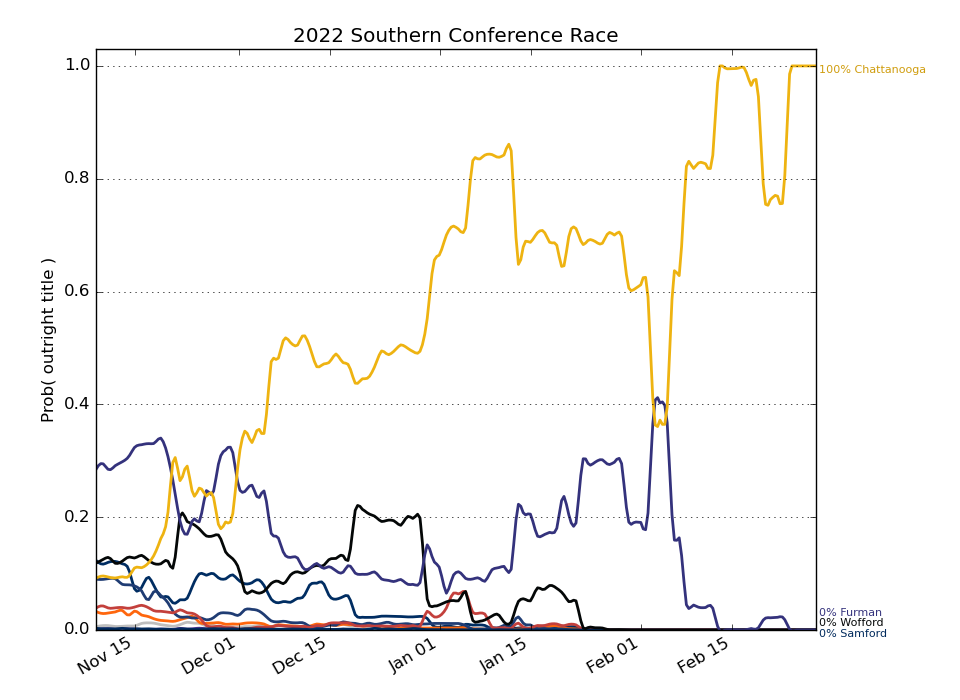 2022 Southern Conference Race
Prob( outright title )
1.0
0.8
0.6
0.4
0.2
0.0
100% Chattanooga
0% Furman
0% Wofford
0% Samford
Nov 15
Dec 01
Dec 15
Jan 01
Jan 15
Feb 01
Feb 15